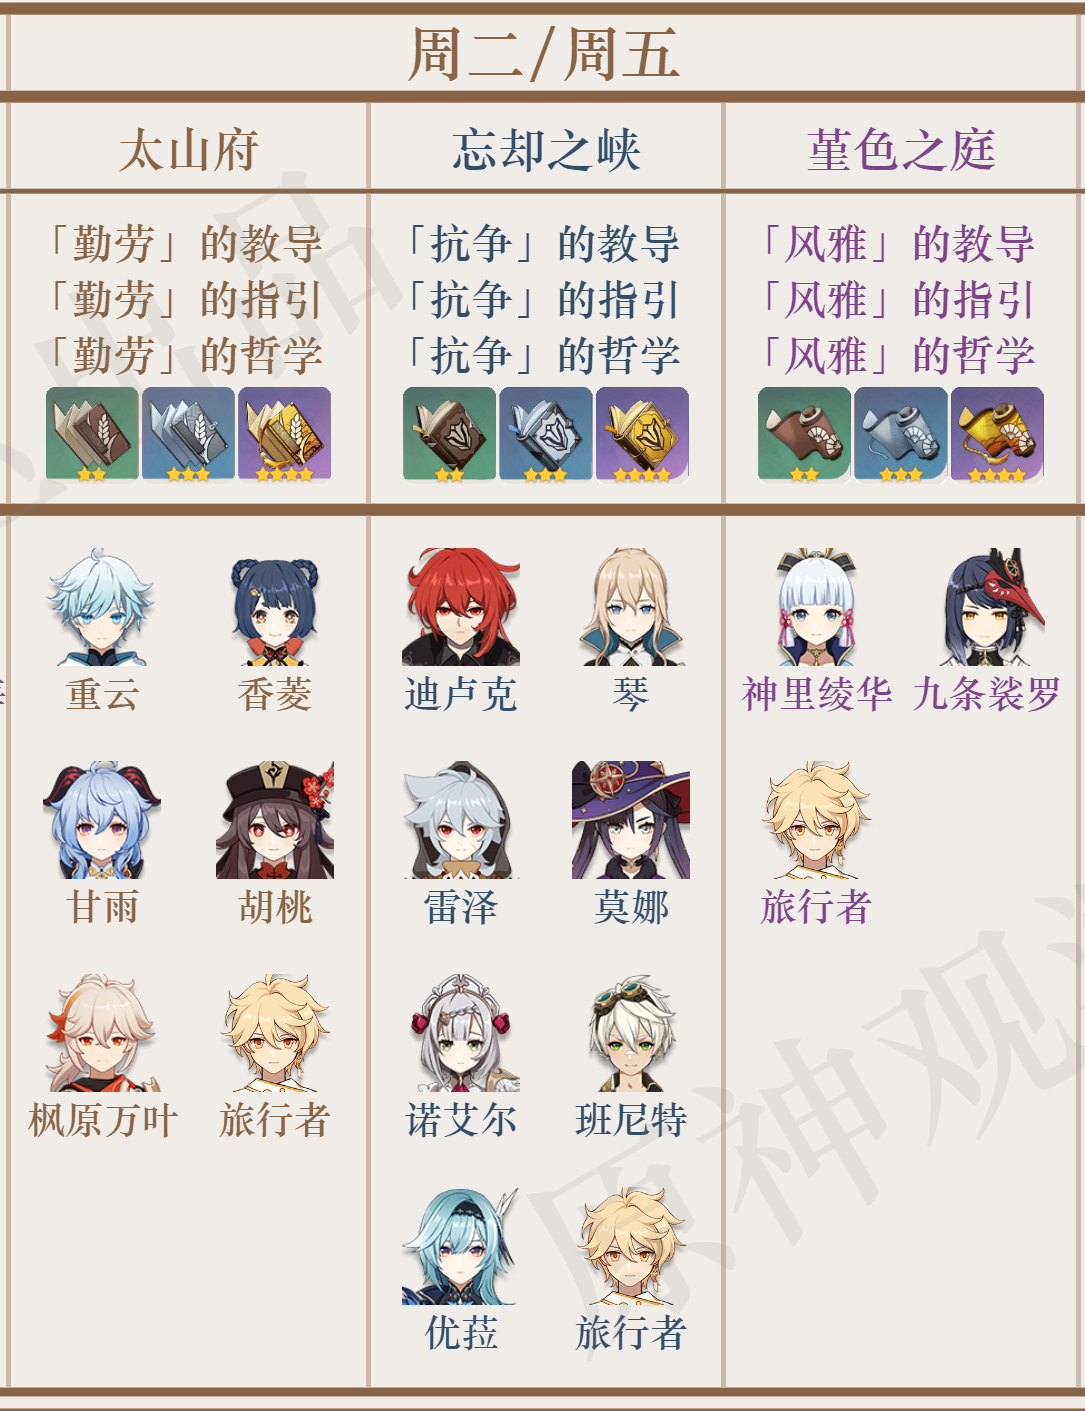 周二/周五
太山府
忘却之峡
堇色之庭
「勤劳」的教导
「勤劳」的指引
「勤劳」的哲学
「抗争」的教导
「抗争」的指引
「抗争」的哲学
「风雅」的教导
「风雅」的指引
「风雅」的哲学
重云 香菱
甘雨 胡桃
枫原万叶 旅行者
迪卢克 琴
雷泽 莫娜
诺艾尔 班尼特
优菈 旅行者
神里绫华 九条裟罗
旅行者
出品
原神观